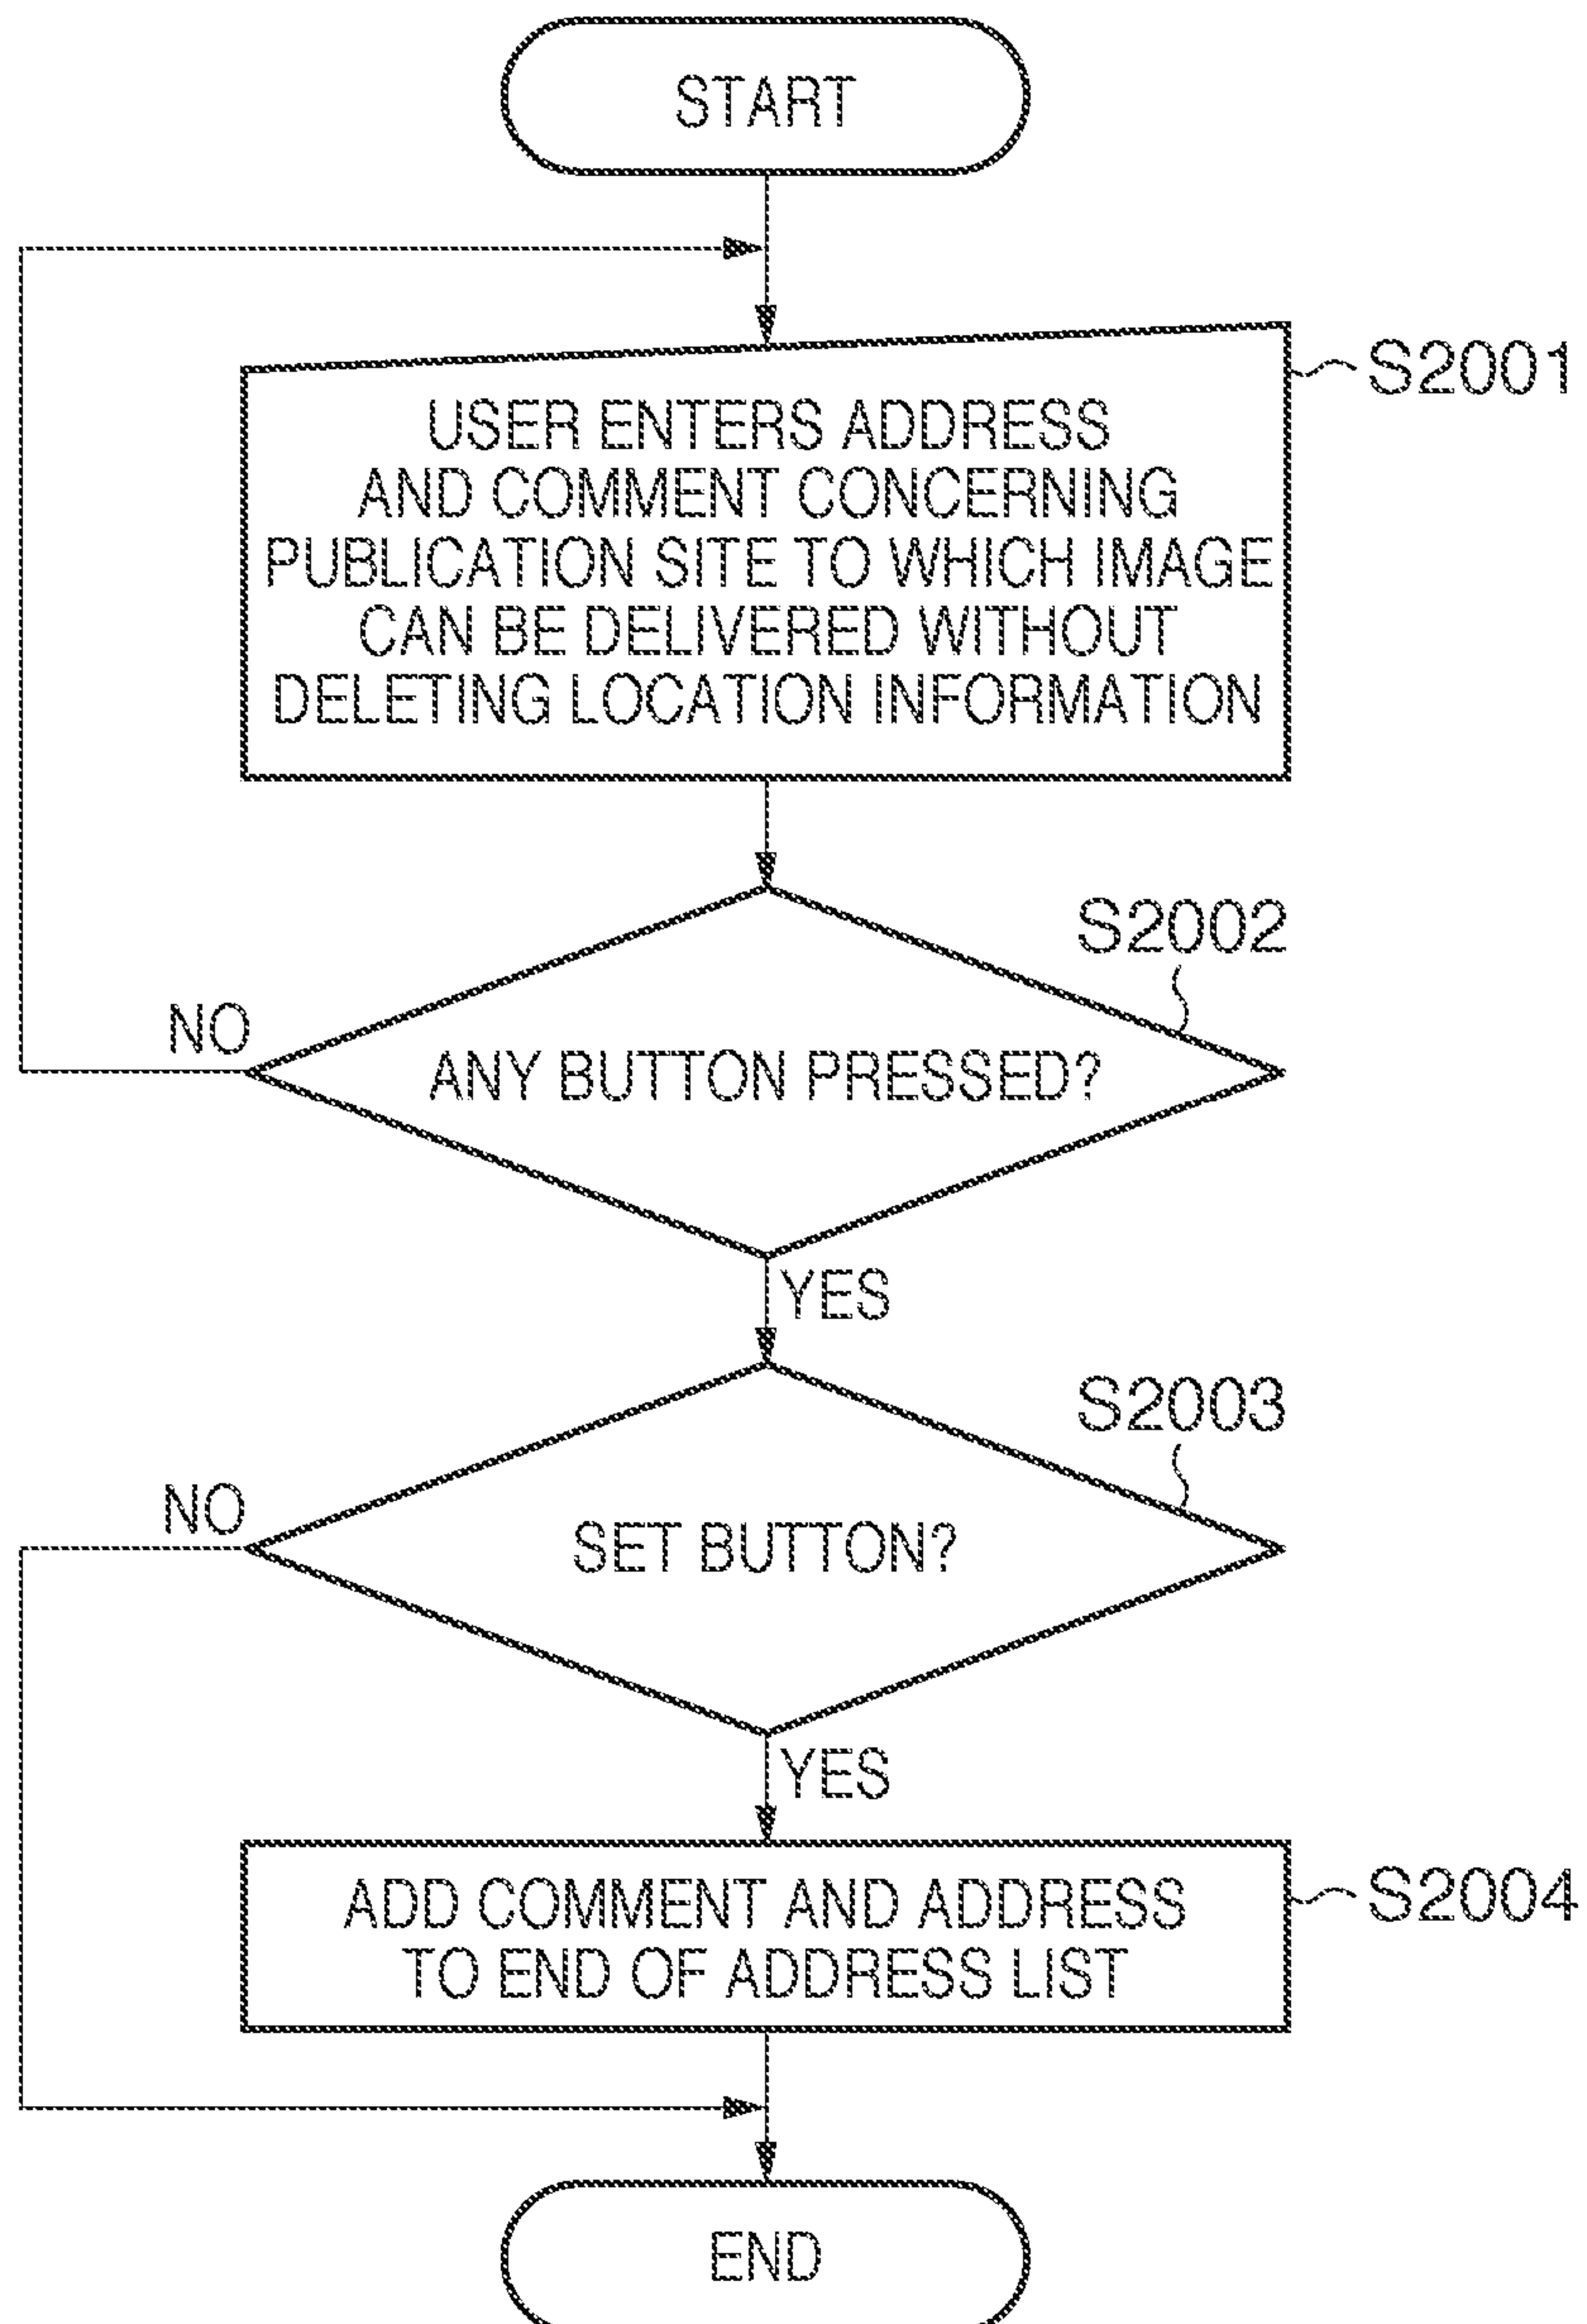 START
USER ENTERS ADDRESS
AND COMMENT CONCERNING
PUBLICATION SITE TO WHICH IMAGE
CAN BE DELIVERED WITHOUT
DELETING LOCATION INFORMATION
S2001
S2002
NO
ANY BUTTON PRESSED?
YES
S2003
NO
SET BUTTON?
YES
ADD COMMENT AND ADDRESS
TO END OF ADDRESS LIST
S2004
END